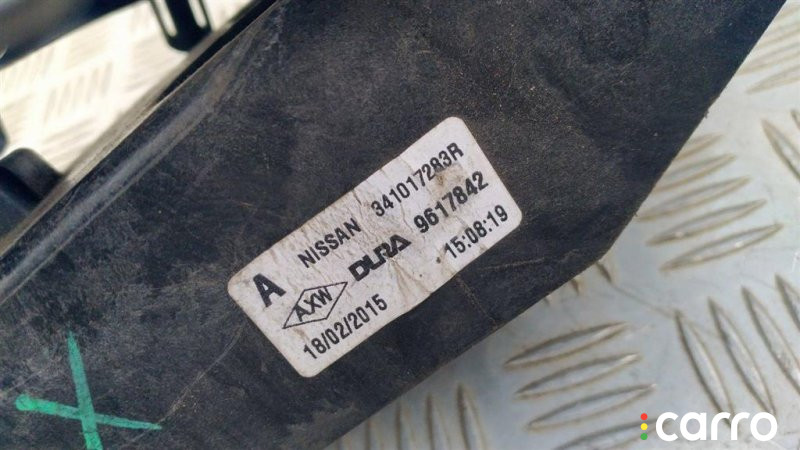 A NISSAN 341017283R
AXW DURA 9617842
18/02/2015 15:08:19
carro